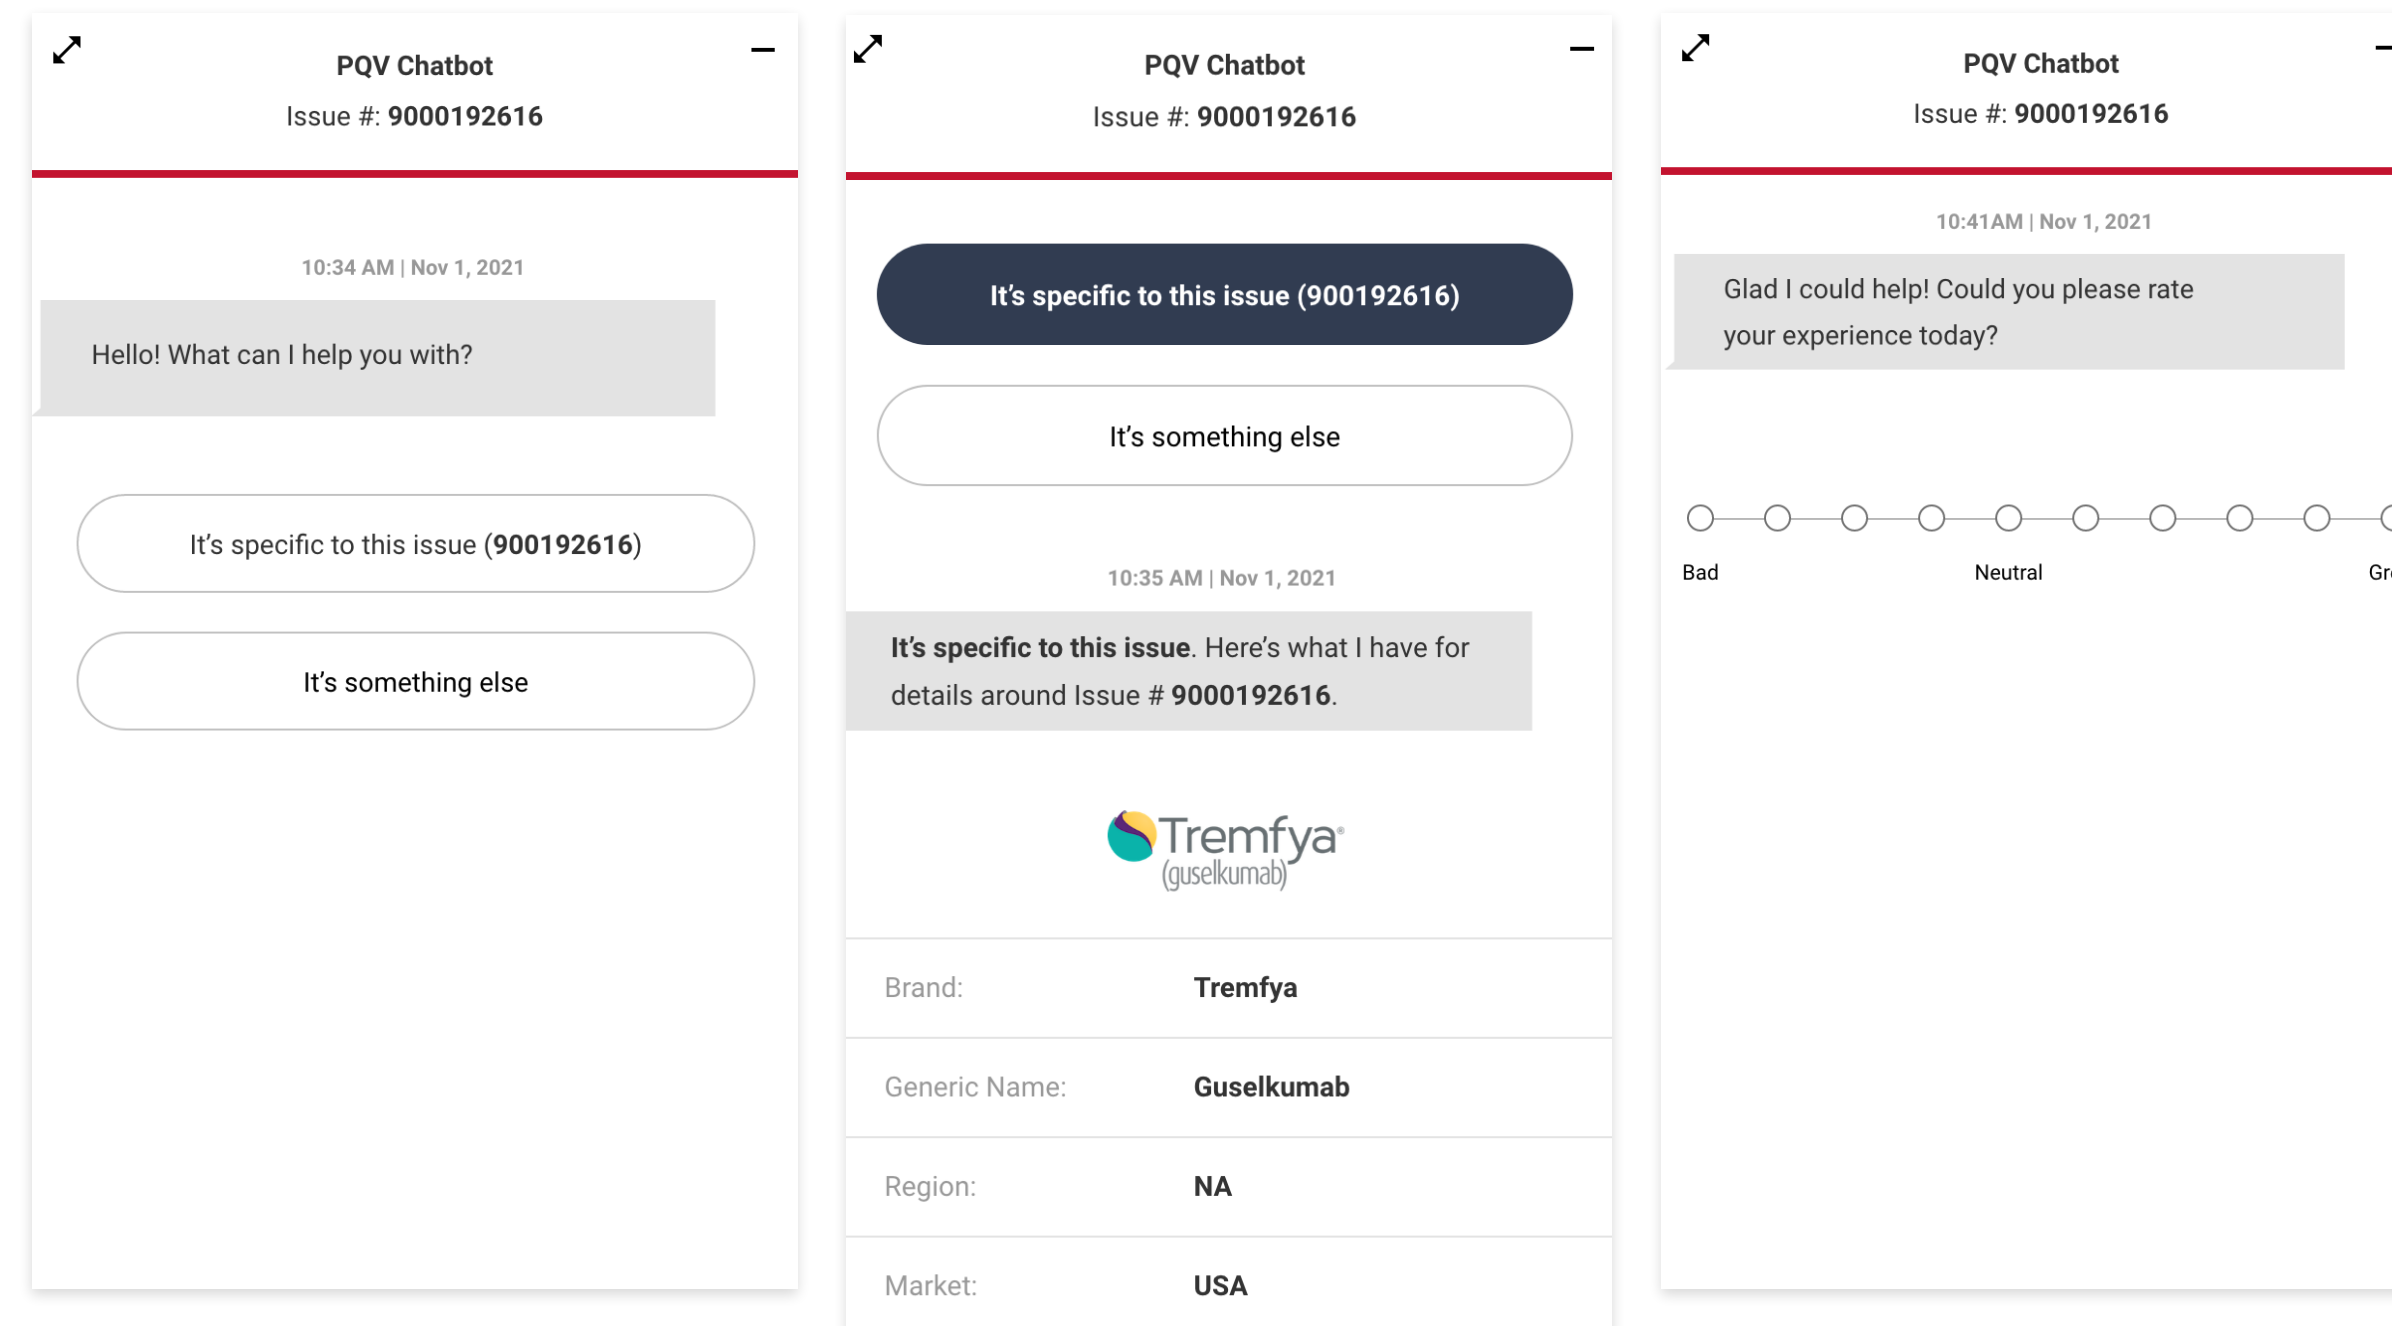 PQV Chatbot
Issue #: 9000192616
10:34 AM | Nov 1, 2021
Hello! What can I help you with?
It’s specific to this issue (900192616)
It’s something else
PQV Chatbot
Issue #: 9000192616
It’s specific to this issue (900192616)
It’s something else
10:35 AM | Nov 1, 2021
It’s specific to this issue. Here’s what I have for
details around Issue # 9000192616.
Tremfya®
(guselkumab)
Brand: Tremfya
Generic Name: Guselkumab
Region: NA
Market: USA
PQV Chatbot
Issue #: 9000192616
10:41AM | Nov 1, 2021
Glad I could help! Could you please rate
your experience today?
Bad Neutral